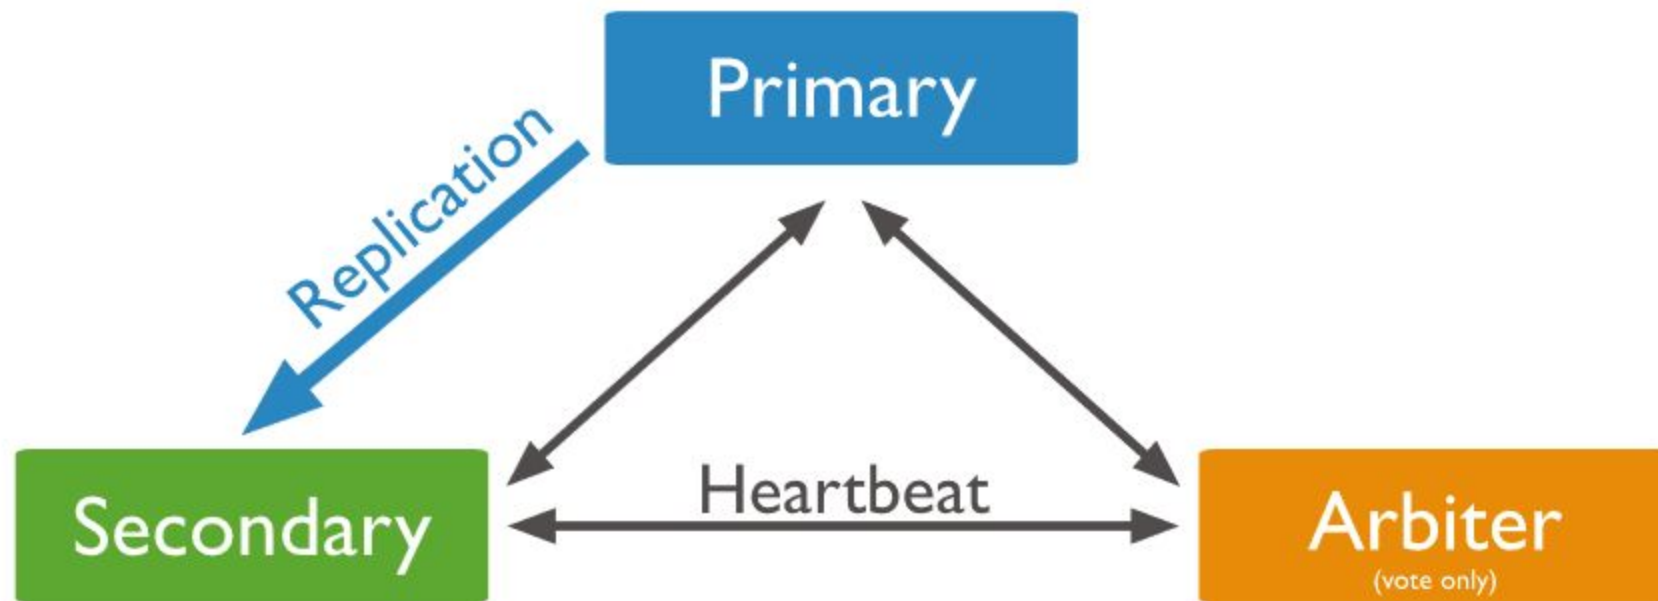 Primary
Replication
Heartbeat
Secondary
Arbiter
(vote only)